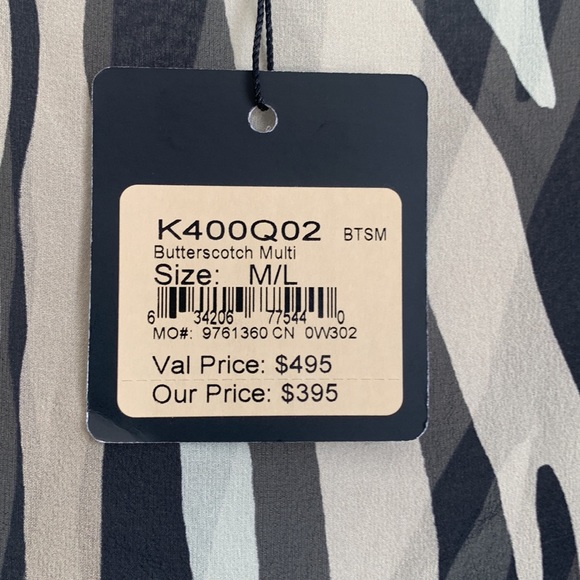 K400Q02 BTSM
Butterscotch Multi
Size: M/L
6 34206 77544 0
MO#: 9761360 CN 0W302
Val Price: $495
Our Price: $395